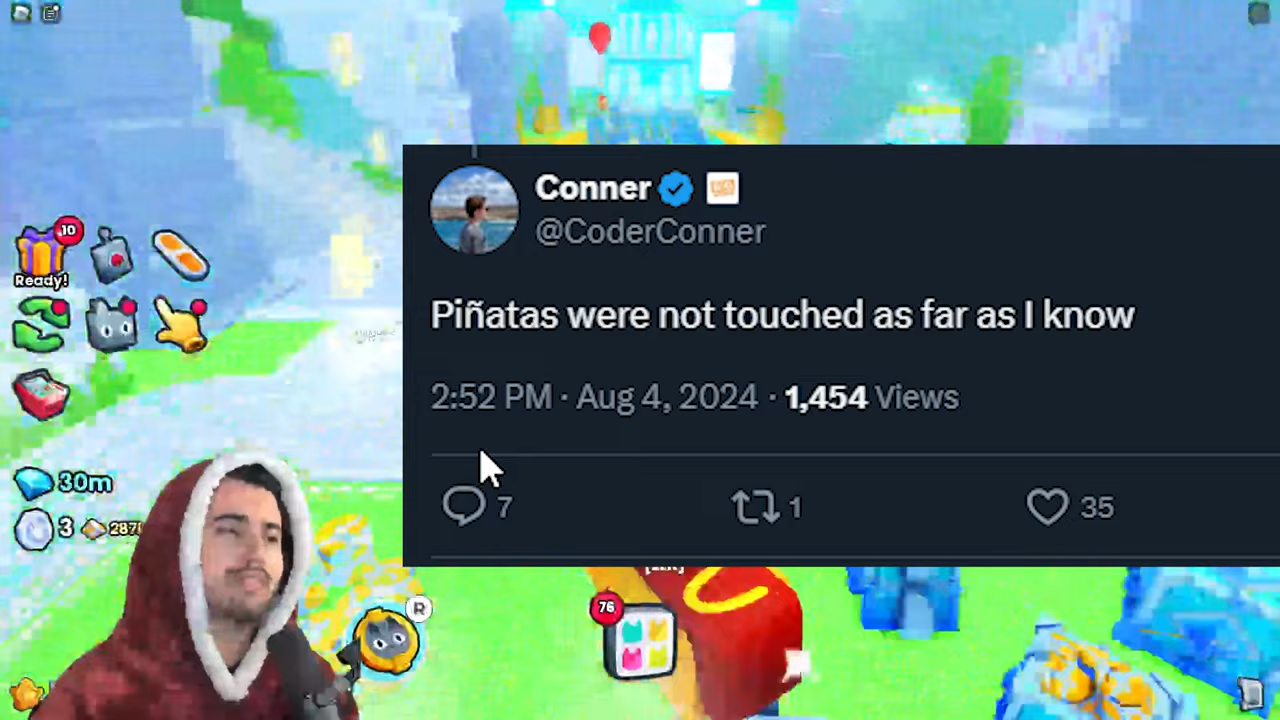 10
Ready!
Conner
@CoderConner
Piñatas were not touched as far as I know
2:52 PM · Aug 4, 2024 · 1,454 Views
30m
7
1
35
3
R
76